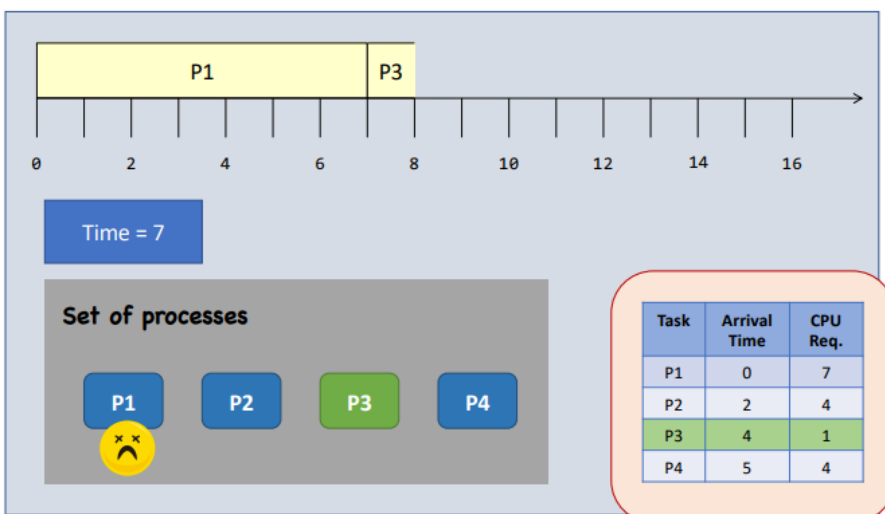 P1 P3
0 2 4 6 8 10 12 14 16
Time = 7
Set of processes
P1 P2 P3 P4
Task Arrival Time CPU Req.
P1 0 7
P2 2 4
P3 4 1
P4 5 4